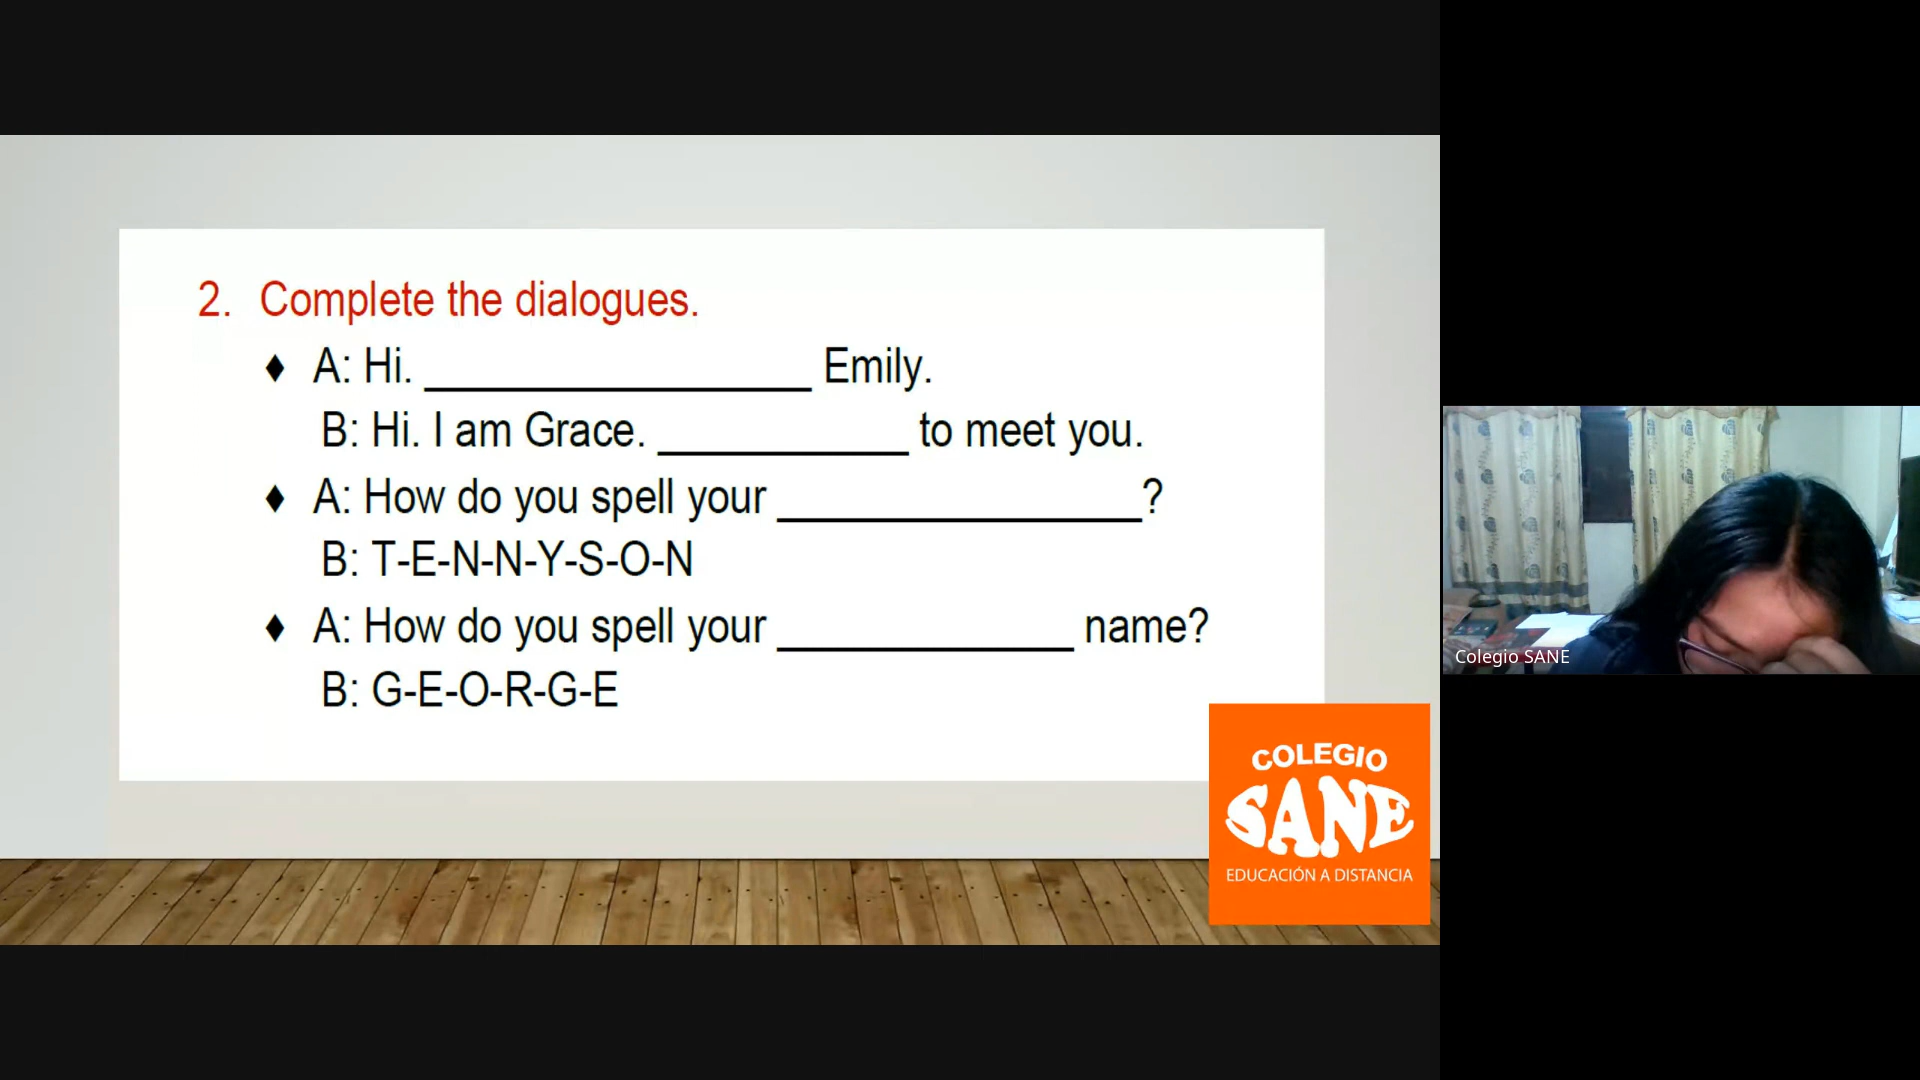 2. Complete the dialogues.
♦ A: Hi. ________________ Emily.
B: Hi. I am Grace. __________ to meet you.
♦ A: How do you spell your _______________?
B: T-E-N-N-Y-S-O-N
♦ A: How do you spell your ____________ name?
B: G-E-O-R-G-E
COLEGIO
SANE
EDUCACIÓN A DISTANCIA
Colegio SANE